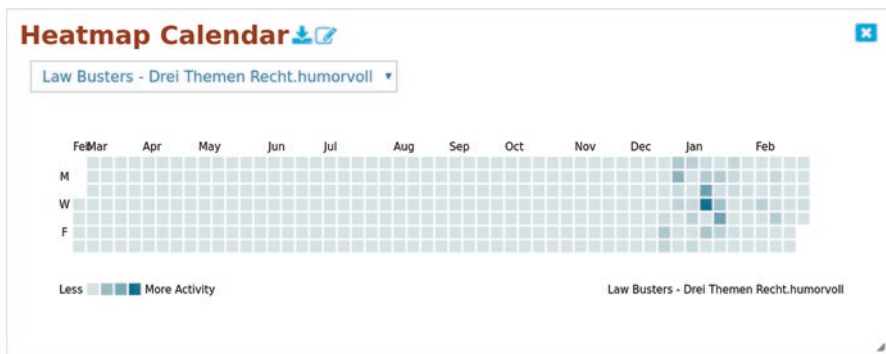 Heatmap Calendar
Law Busters - Drei Themen Recht.humorvoll
Feb Mar Apr May Jun Jul Aug Sep Oct Nov Dec Jan Feb
M
W
F
Less More Activity Law Busters - Drei Themen Recht.humorvoll